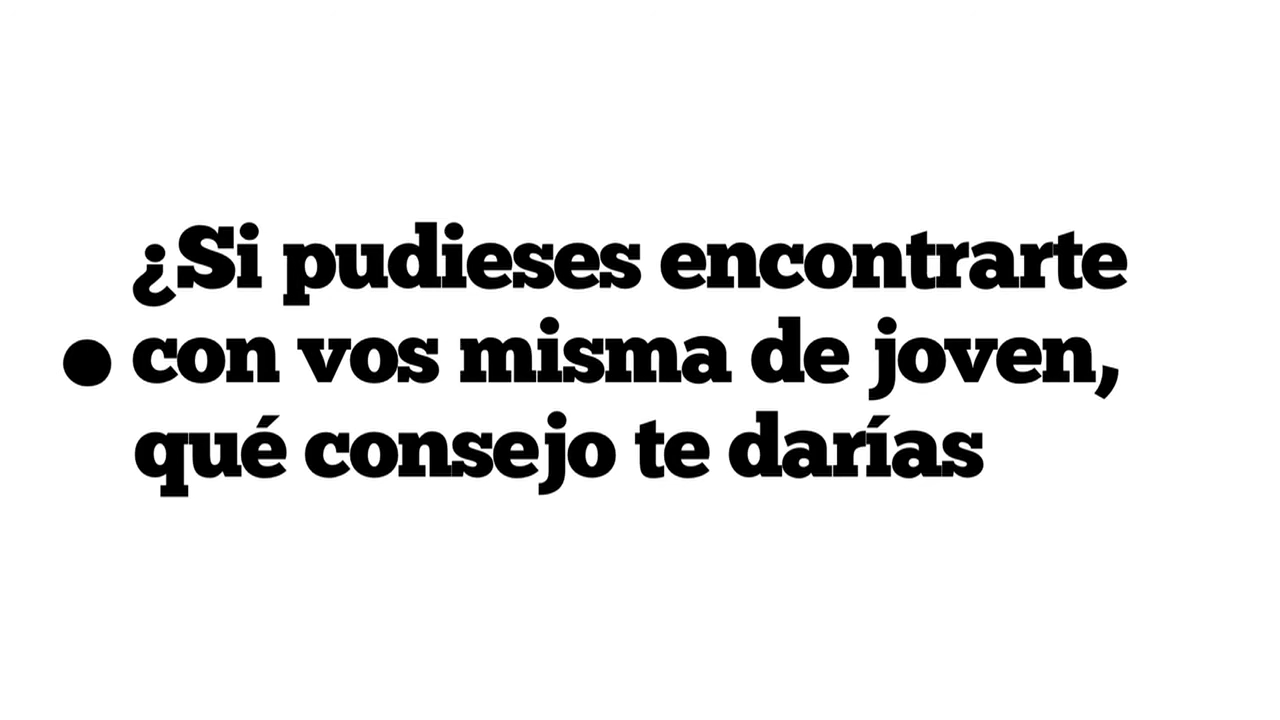 ¿Si pudieses encontrarte
con vos misma de joven,
qué consejo te darías